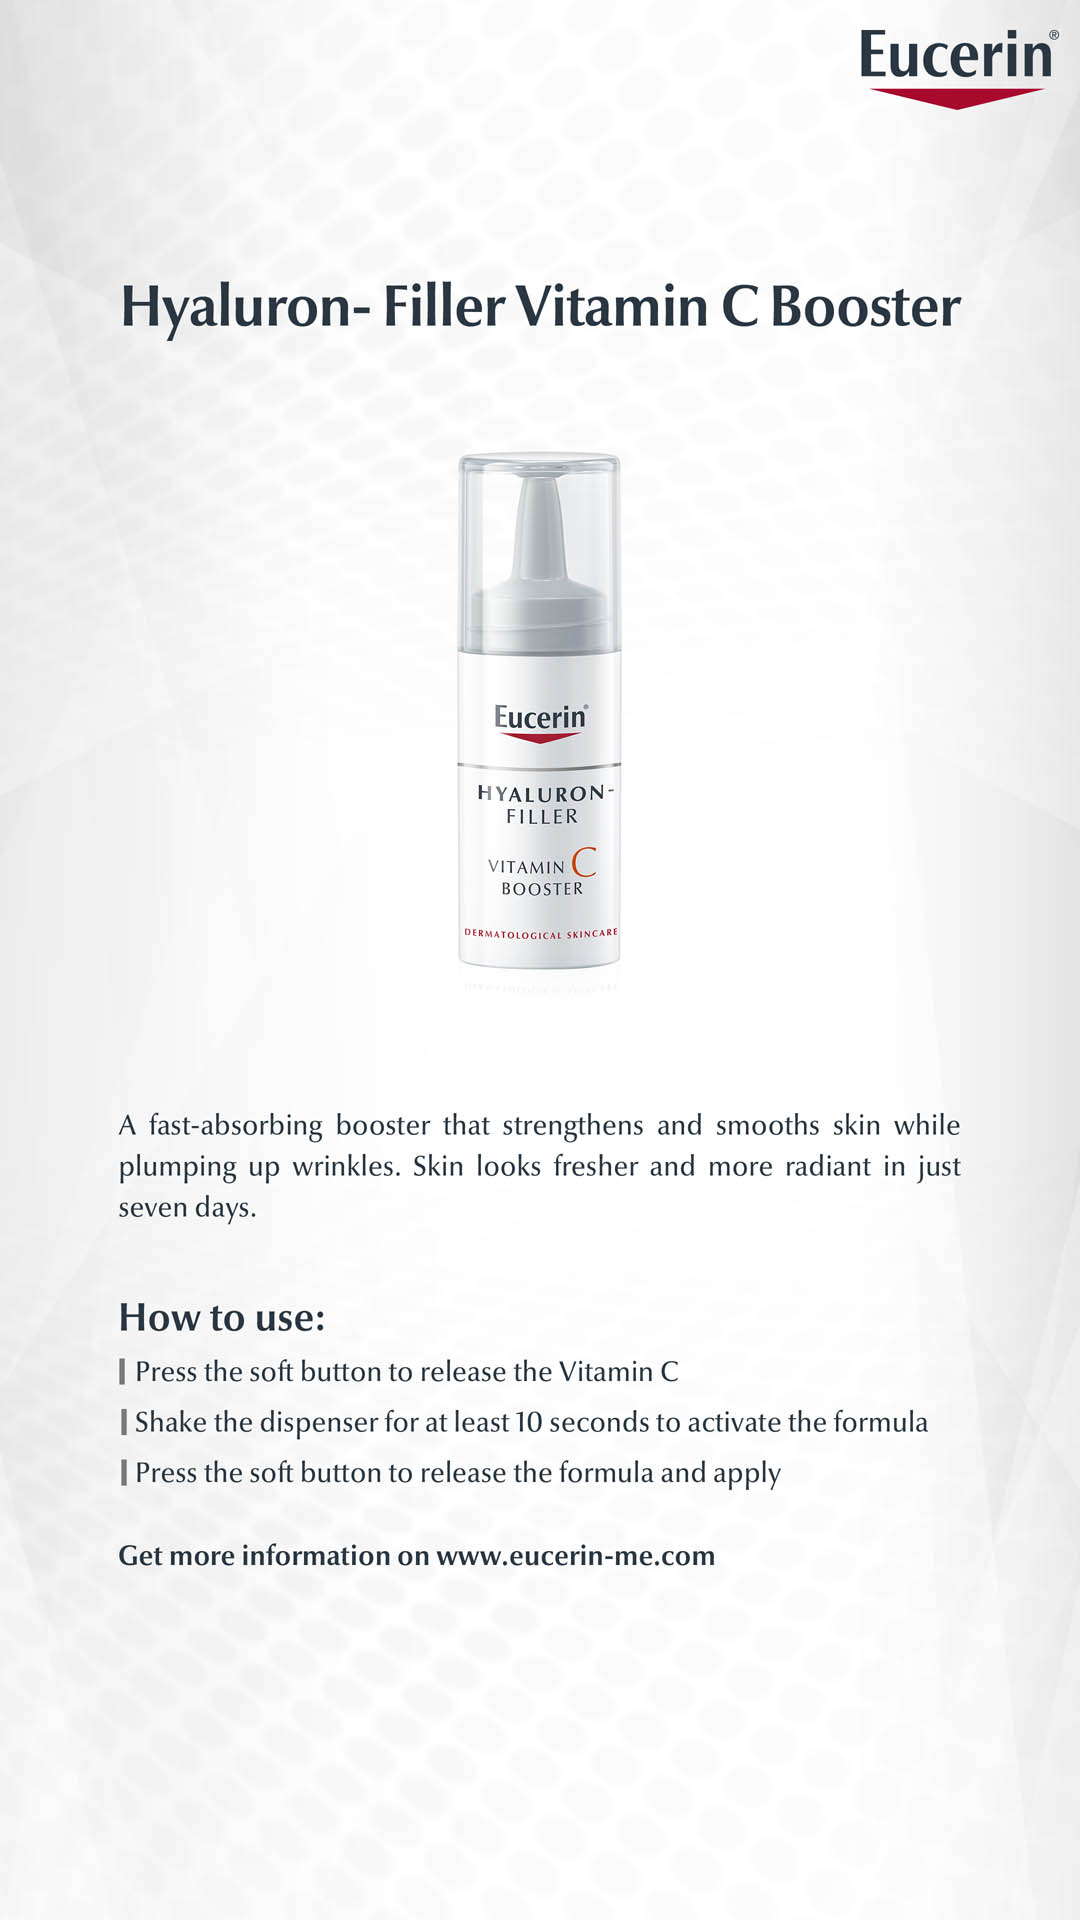 Eucerin®
Hyaluron- Filler Vitamin C Booster
Eucerin®
HYALURON-
FILLER
VITAMIN C
BOOSTER
DERMATOLOGICAL SKINCARE
A fast-absorbing booster that strengthens and smooths skin while
plumping up wrinkles. Skin looks fresher and more radiant in just
seven days.
How to use:
Press the soft button to release the Vitamin C
Shake the dispenser for at least 10 seconds to activate the formula
Press the soft button to release the formula and apply
Get more information on www.eucerin-me.com